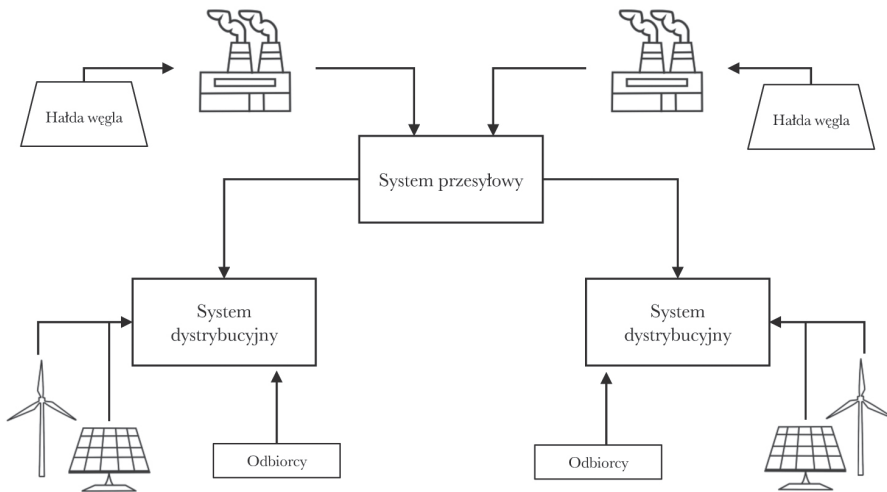 Hałda węgla
Hałda węgla
System przesyłowy
System
dystrybucyjny
System
dystrybucyjny
Odbiorcy
Odbiorcy